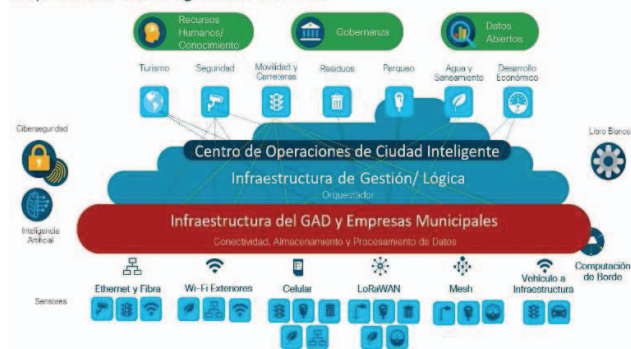 Recursos
Humanos/
Conocimiento
Gobernanza
Datos
Abiertos
Turismo
Seguridad
Movilidad y
Carreteras
Residuos
Parqueo
Agua y
Saneamiento
Desarrollo
Económico
Ciberseguridad
Libro Blanco
Centro de Operaciones de Ciudad Inteligente
Infraestructura de Gestión/ Lógica
Orquestador
Inteligencia
Artificial
Infraestructura del GAD y Empresas Municipales
Conectividad, Almacenamiento y Procesamiento de Datos
Computación
de Borde
Ethernet y Fibra
Wi-Fi Exteriores
Celular
LoRaWAN
Mesh
Vehículo a
Infraestructura
Sensores